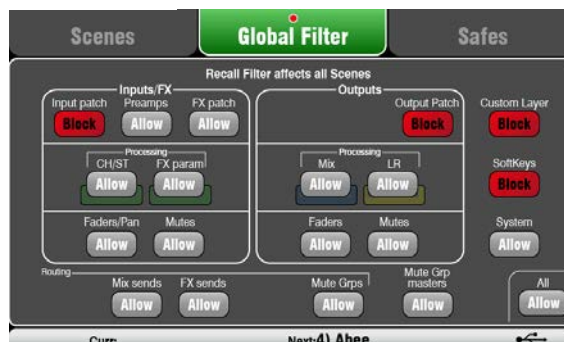 Scenes Global Filter Safes
Recall Filter affects all Scenes
Inputs/FX Outputs
Input patch Preamps FX patch Output Patch Custom Layer
Block Allow Allow Block Block
Processing Processing
CH/ST FX param Mix LR SoftKeys
Allow Allow Allow Allow Block
Faders/Pan Mutes Faders Mutes System
Allow Allow Allow Allow Allow
Routing
Mix sends FX sends Mute Grps Mute Grp masters All
Allow Allow Allow Allow Allow
Curr: Next:4) Abee